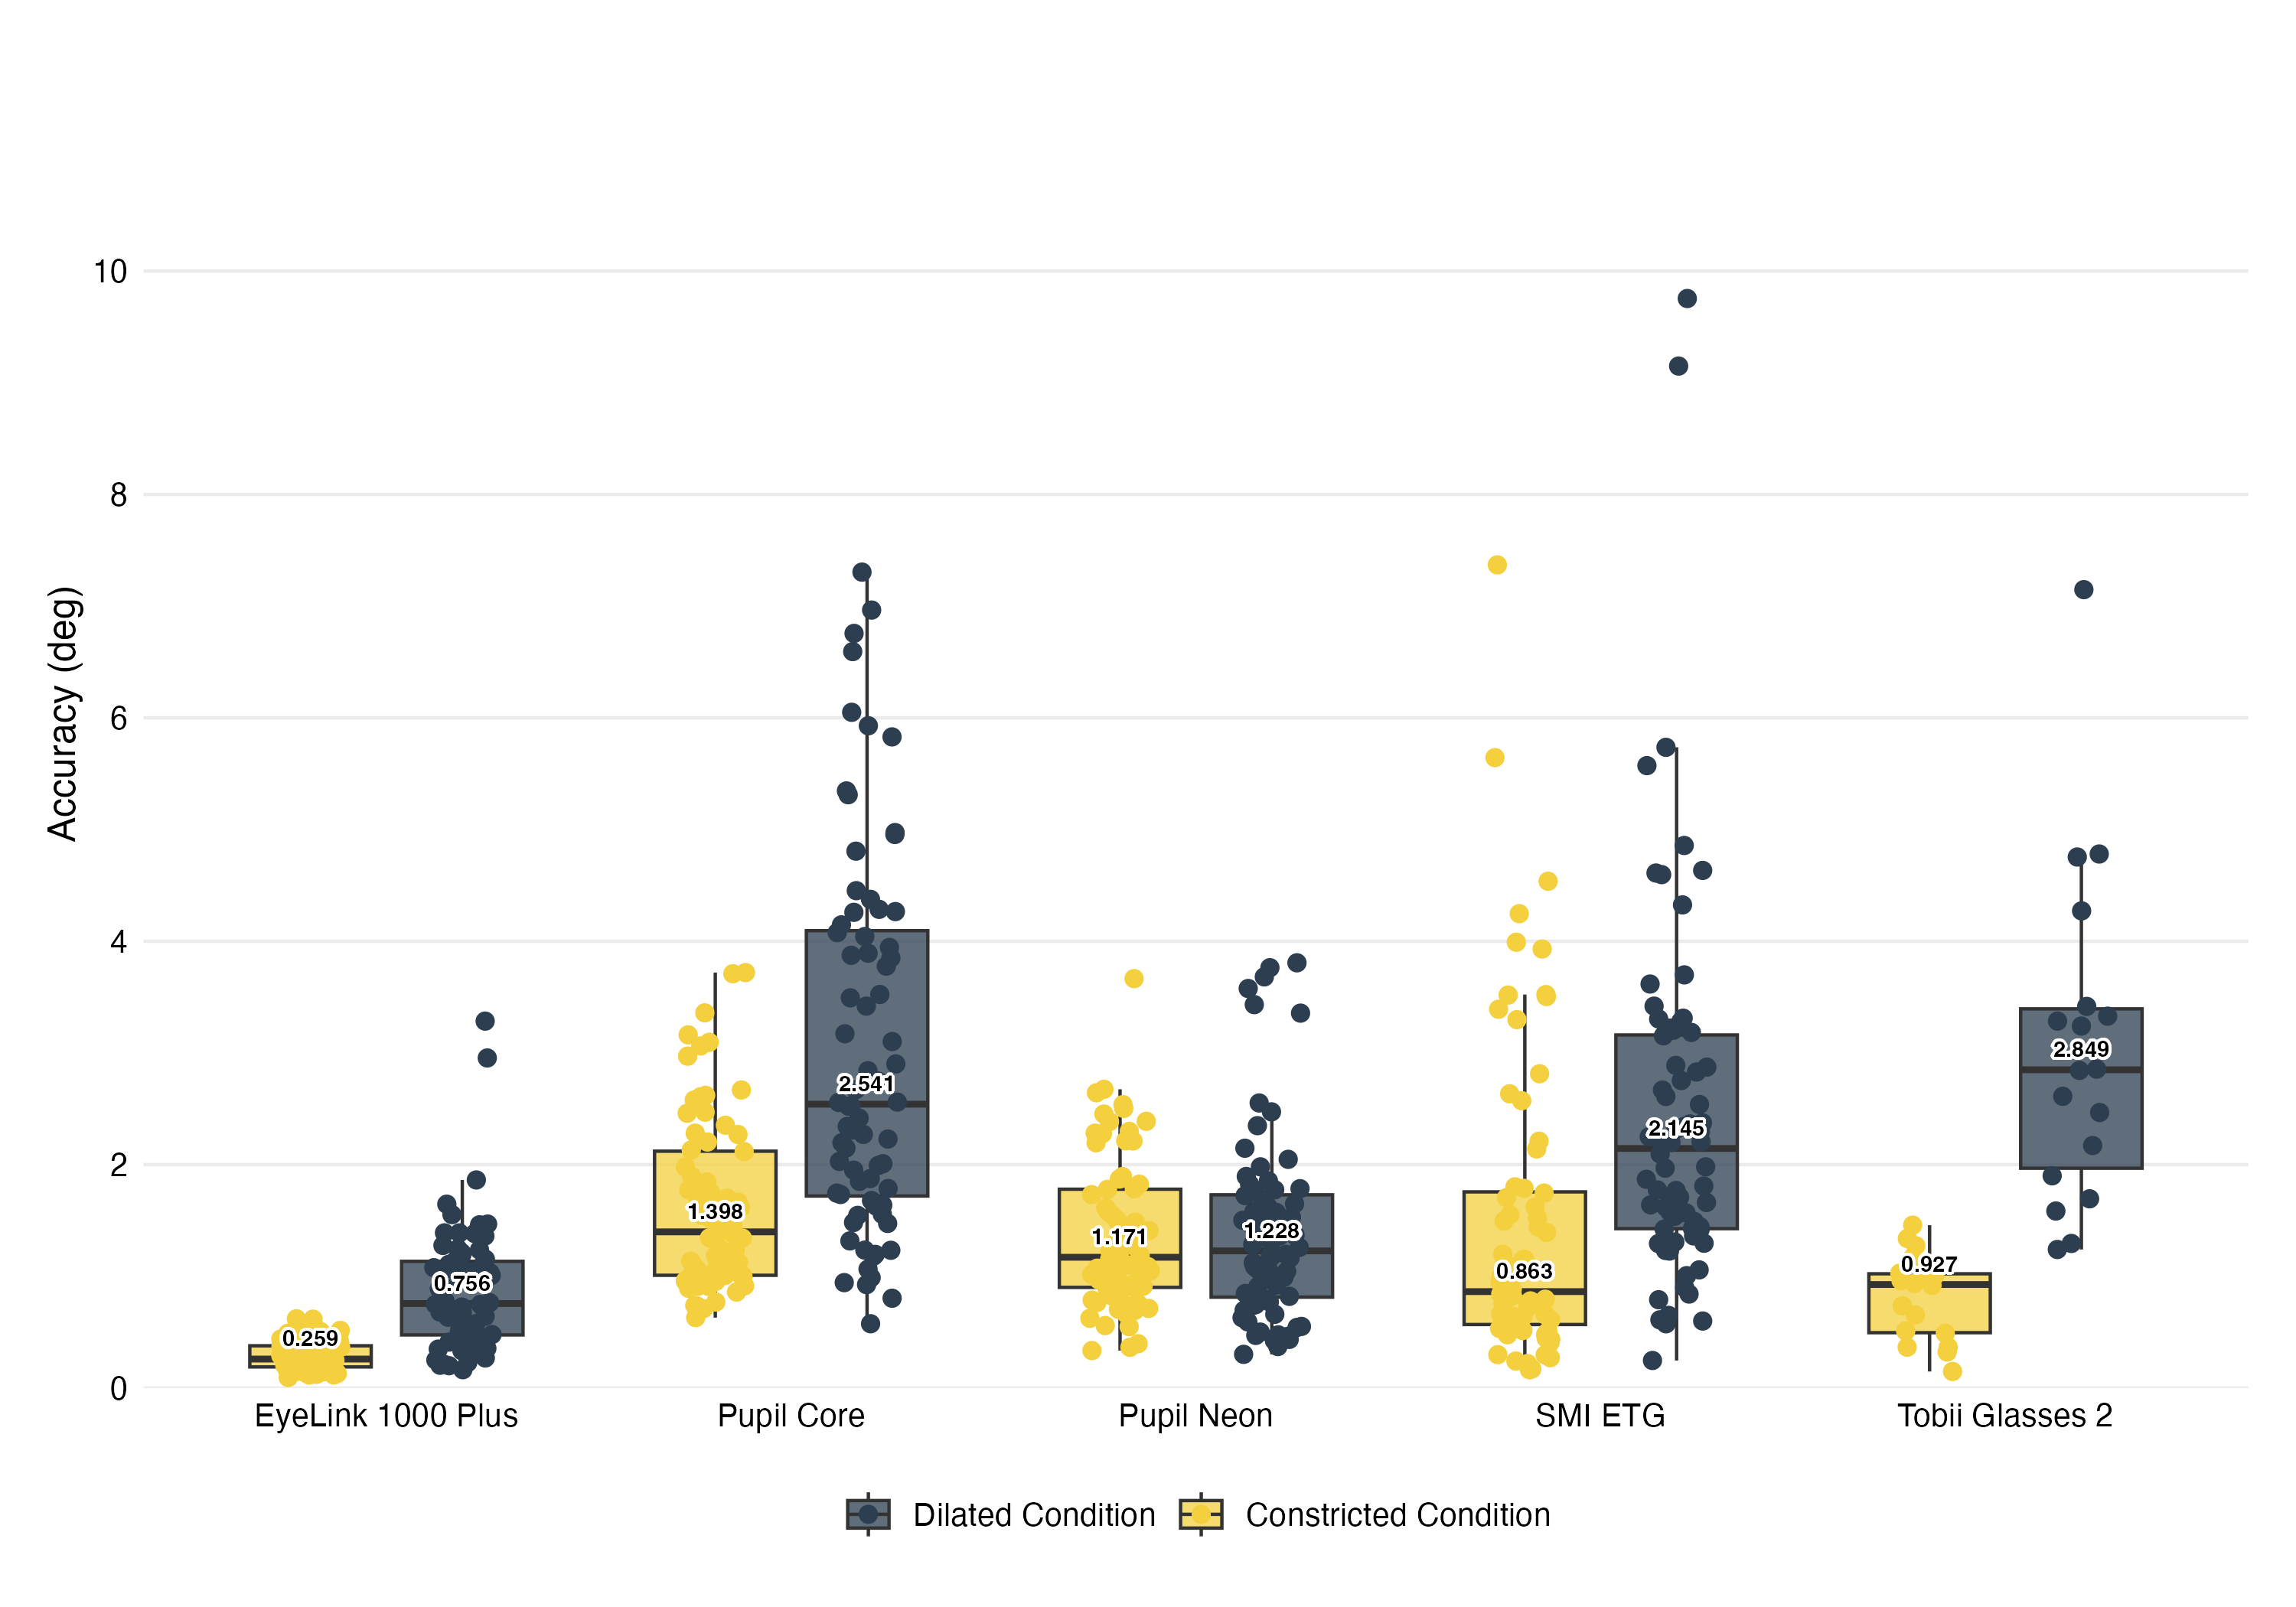 10
8
6
4
2
0
Accuracy (deg)
0.259
0.756
1.398
2.541
1.171
1.228
0.863
2.145
0.927
2.849
EyeLink 1000 Plus
Pupil Core
Pupil Neon
SMI ETG
Tobii Glasses 2
Dilated Condition
Constricted Condition